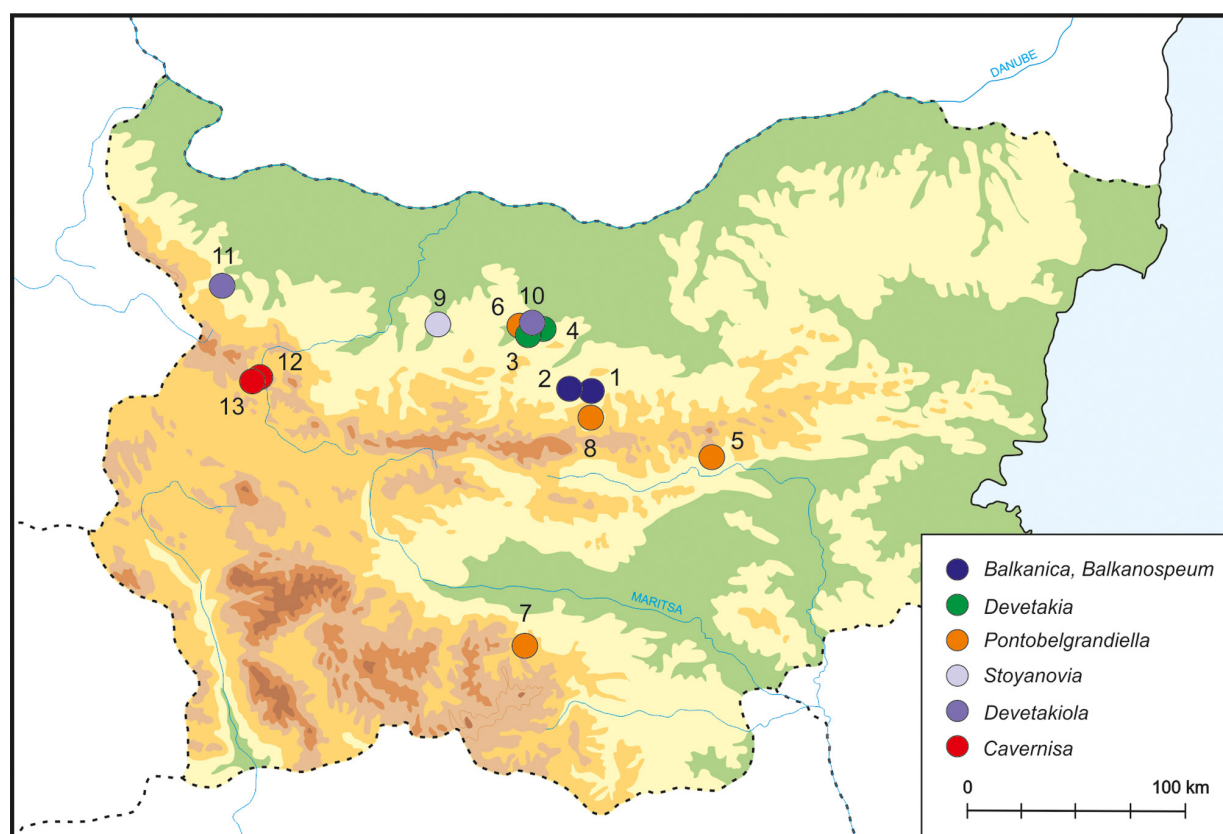 DANUBE
11
9
6
10
4
3
12
13
2
1
8
5
7
MARITSA
Balkanica, Balkanospeum
Devetakia
Pontobelgrandiella
Stoyanovia
Devetakiola
Cavernisa
0 100 km